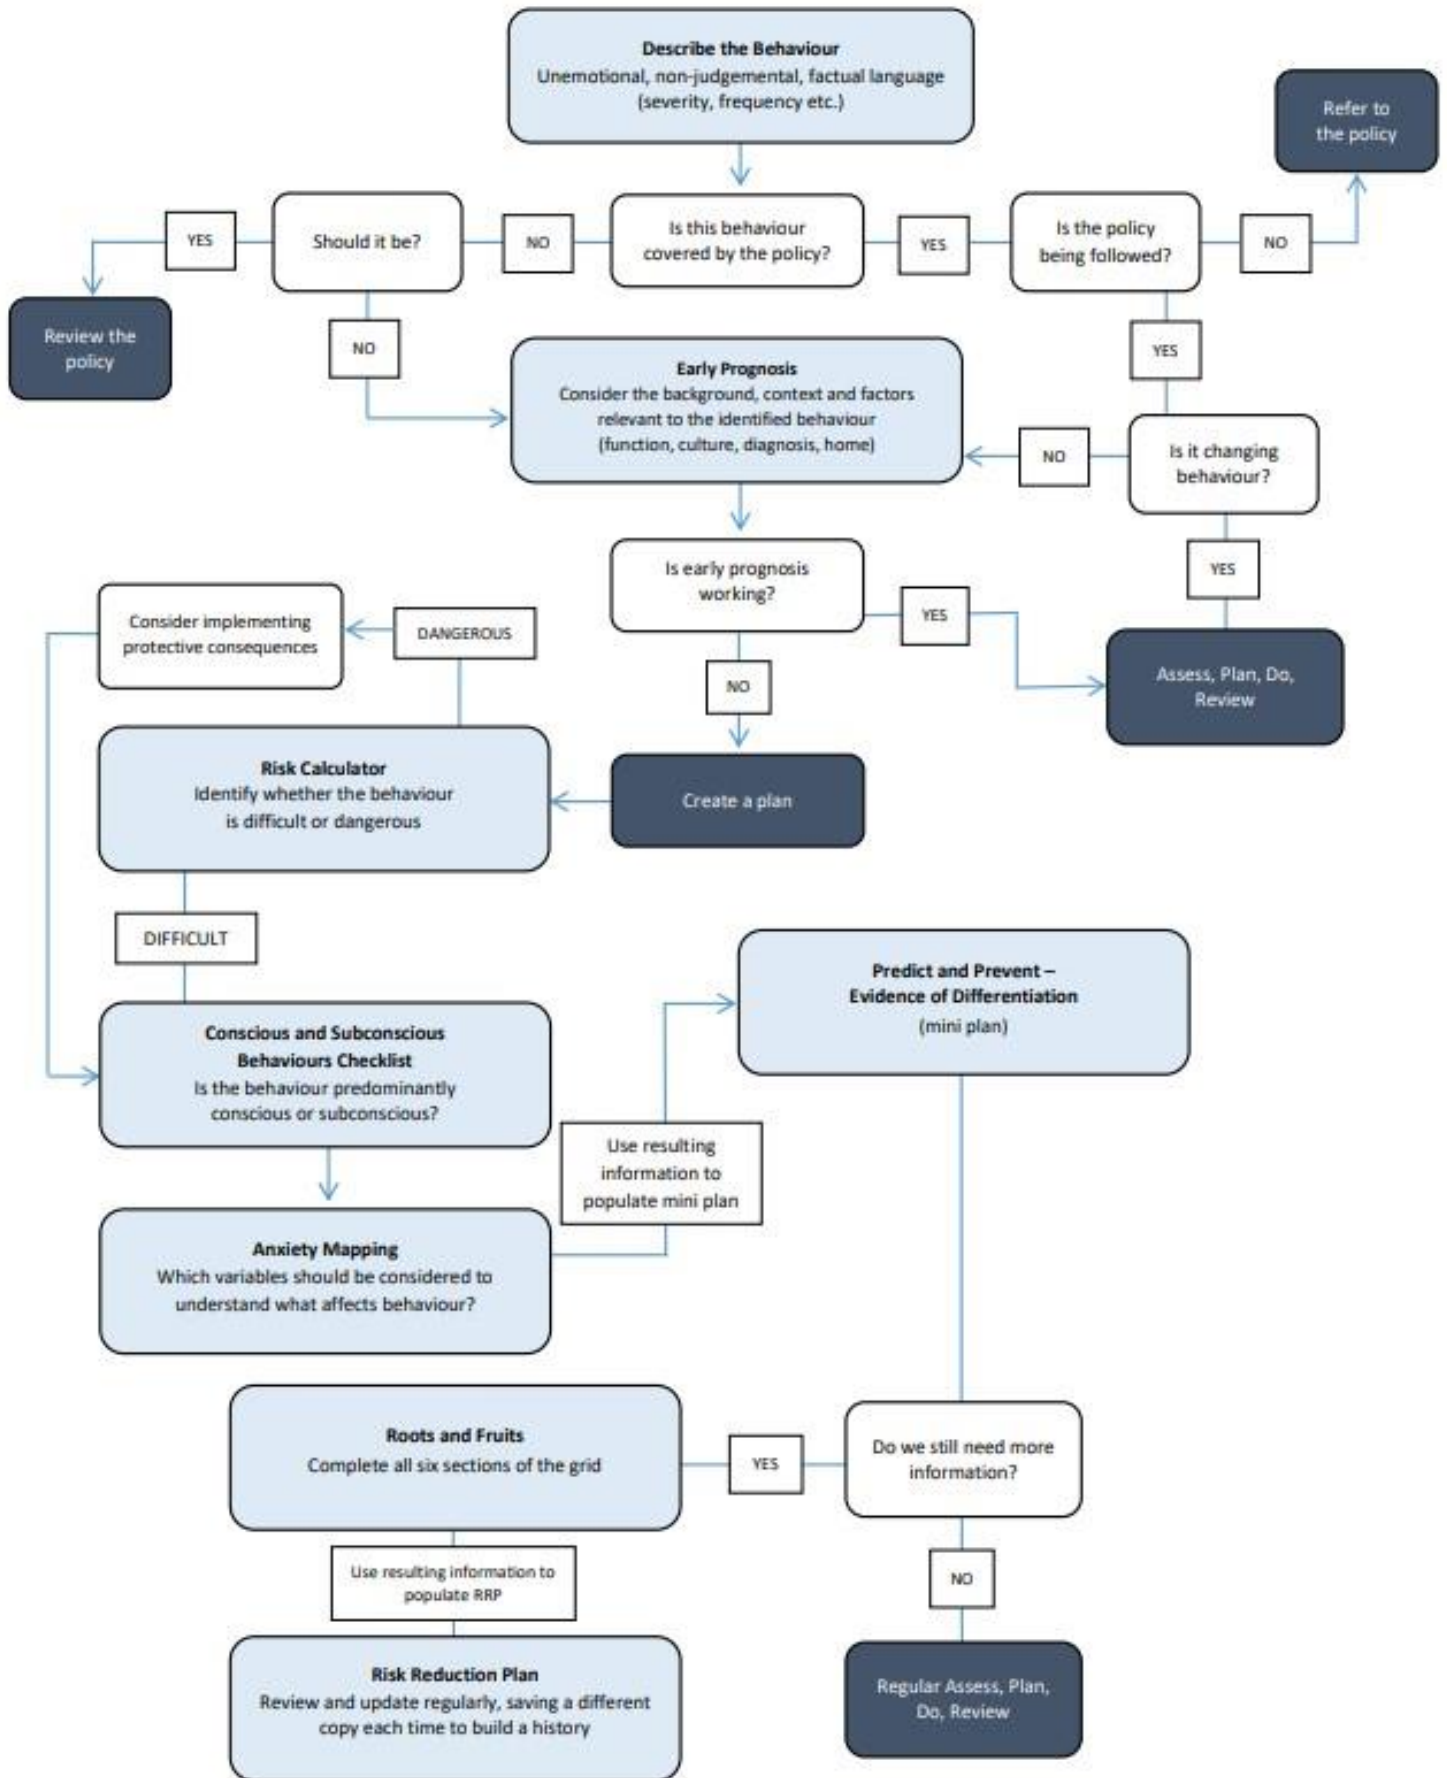 Describe the Behaviour
Unemotional, non-judgemental, factual language
(severity, frequency etc.)
Refer to
the policy
YES
Should it be?
NO
Is this behaviour
covered by the policy?
YES
Is the policy
being followed?
NO
Review the
policy
NO
Early Prognosis
Consider the background, context and factors
relevant to the identified behaviour
(function, culture, diagnosis, home)
YES
NO
Is it changing
behaviour?
Is early prognosis
working?
YES
YES
Consider implementing
protective consequences
DANGEROUS
NO
Assess, Plan, Do,
Review
Risk Calculator
Identify whether the behaviour
is difficult or dangerous
Create a plan
DIFFICULT
Predict and Prevent –
Evidence of Differentiation
(mini plan)
Conscious and Subconscious
Behaviours Checklist
Is the behaviour predominantly
conscious or subconscious?
Use resulting
information to
populate mini plan
Anxiety Mapping
Which variables should be considered to
understand what affects behaviour?
Roots and Fruits
Complete all six sections of the grid
YES
Do we still need more
information?
Use resulting information to
populate RRP
NO
Risk Reduction Plan
Review and update regularly, saving a different
copy each time to build a history
Regular Assess, Plan,
Do, Review